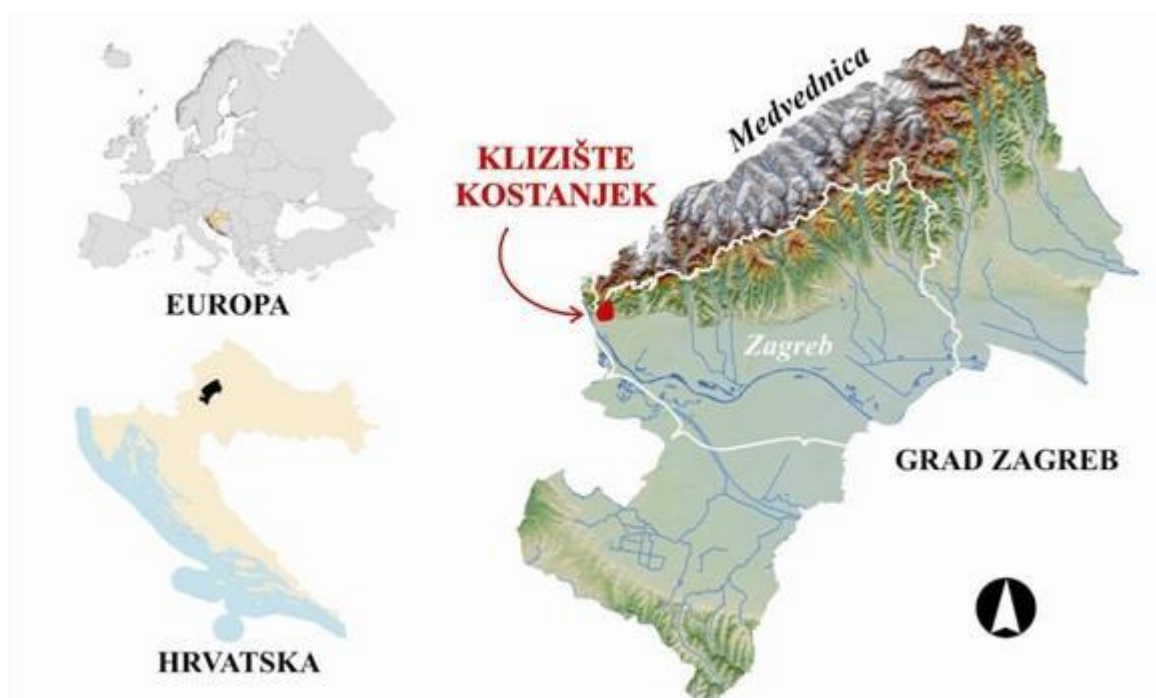 EUROPA
HRVATSKA
KLIZIŠTE
KOSTANJEK
Medvednica
Zagreb
GRAD ZAGREB